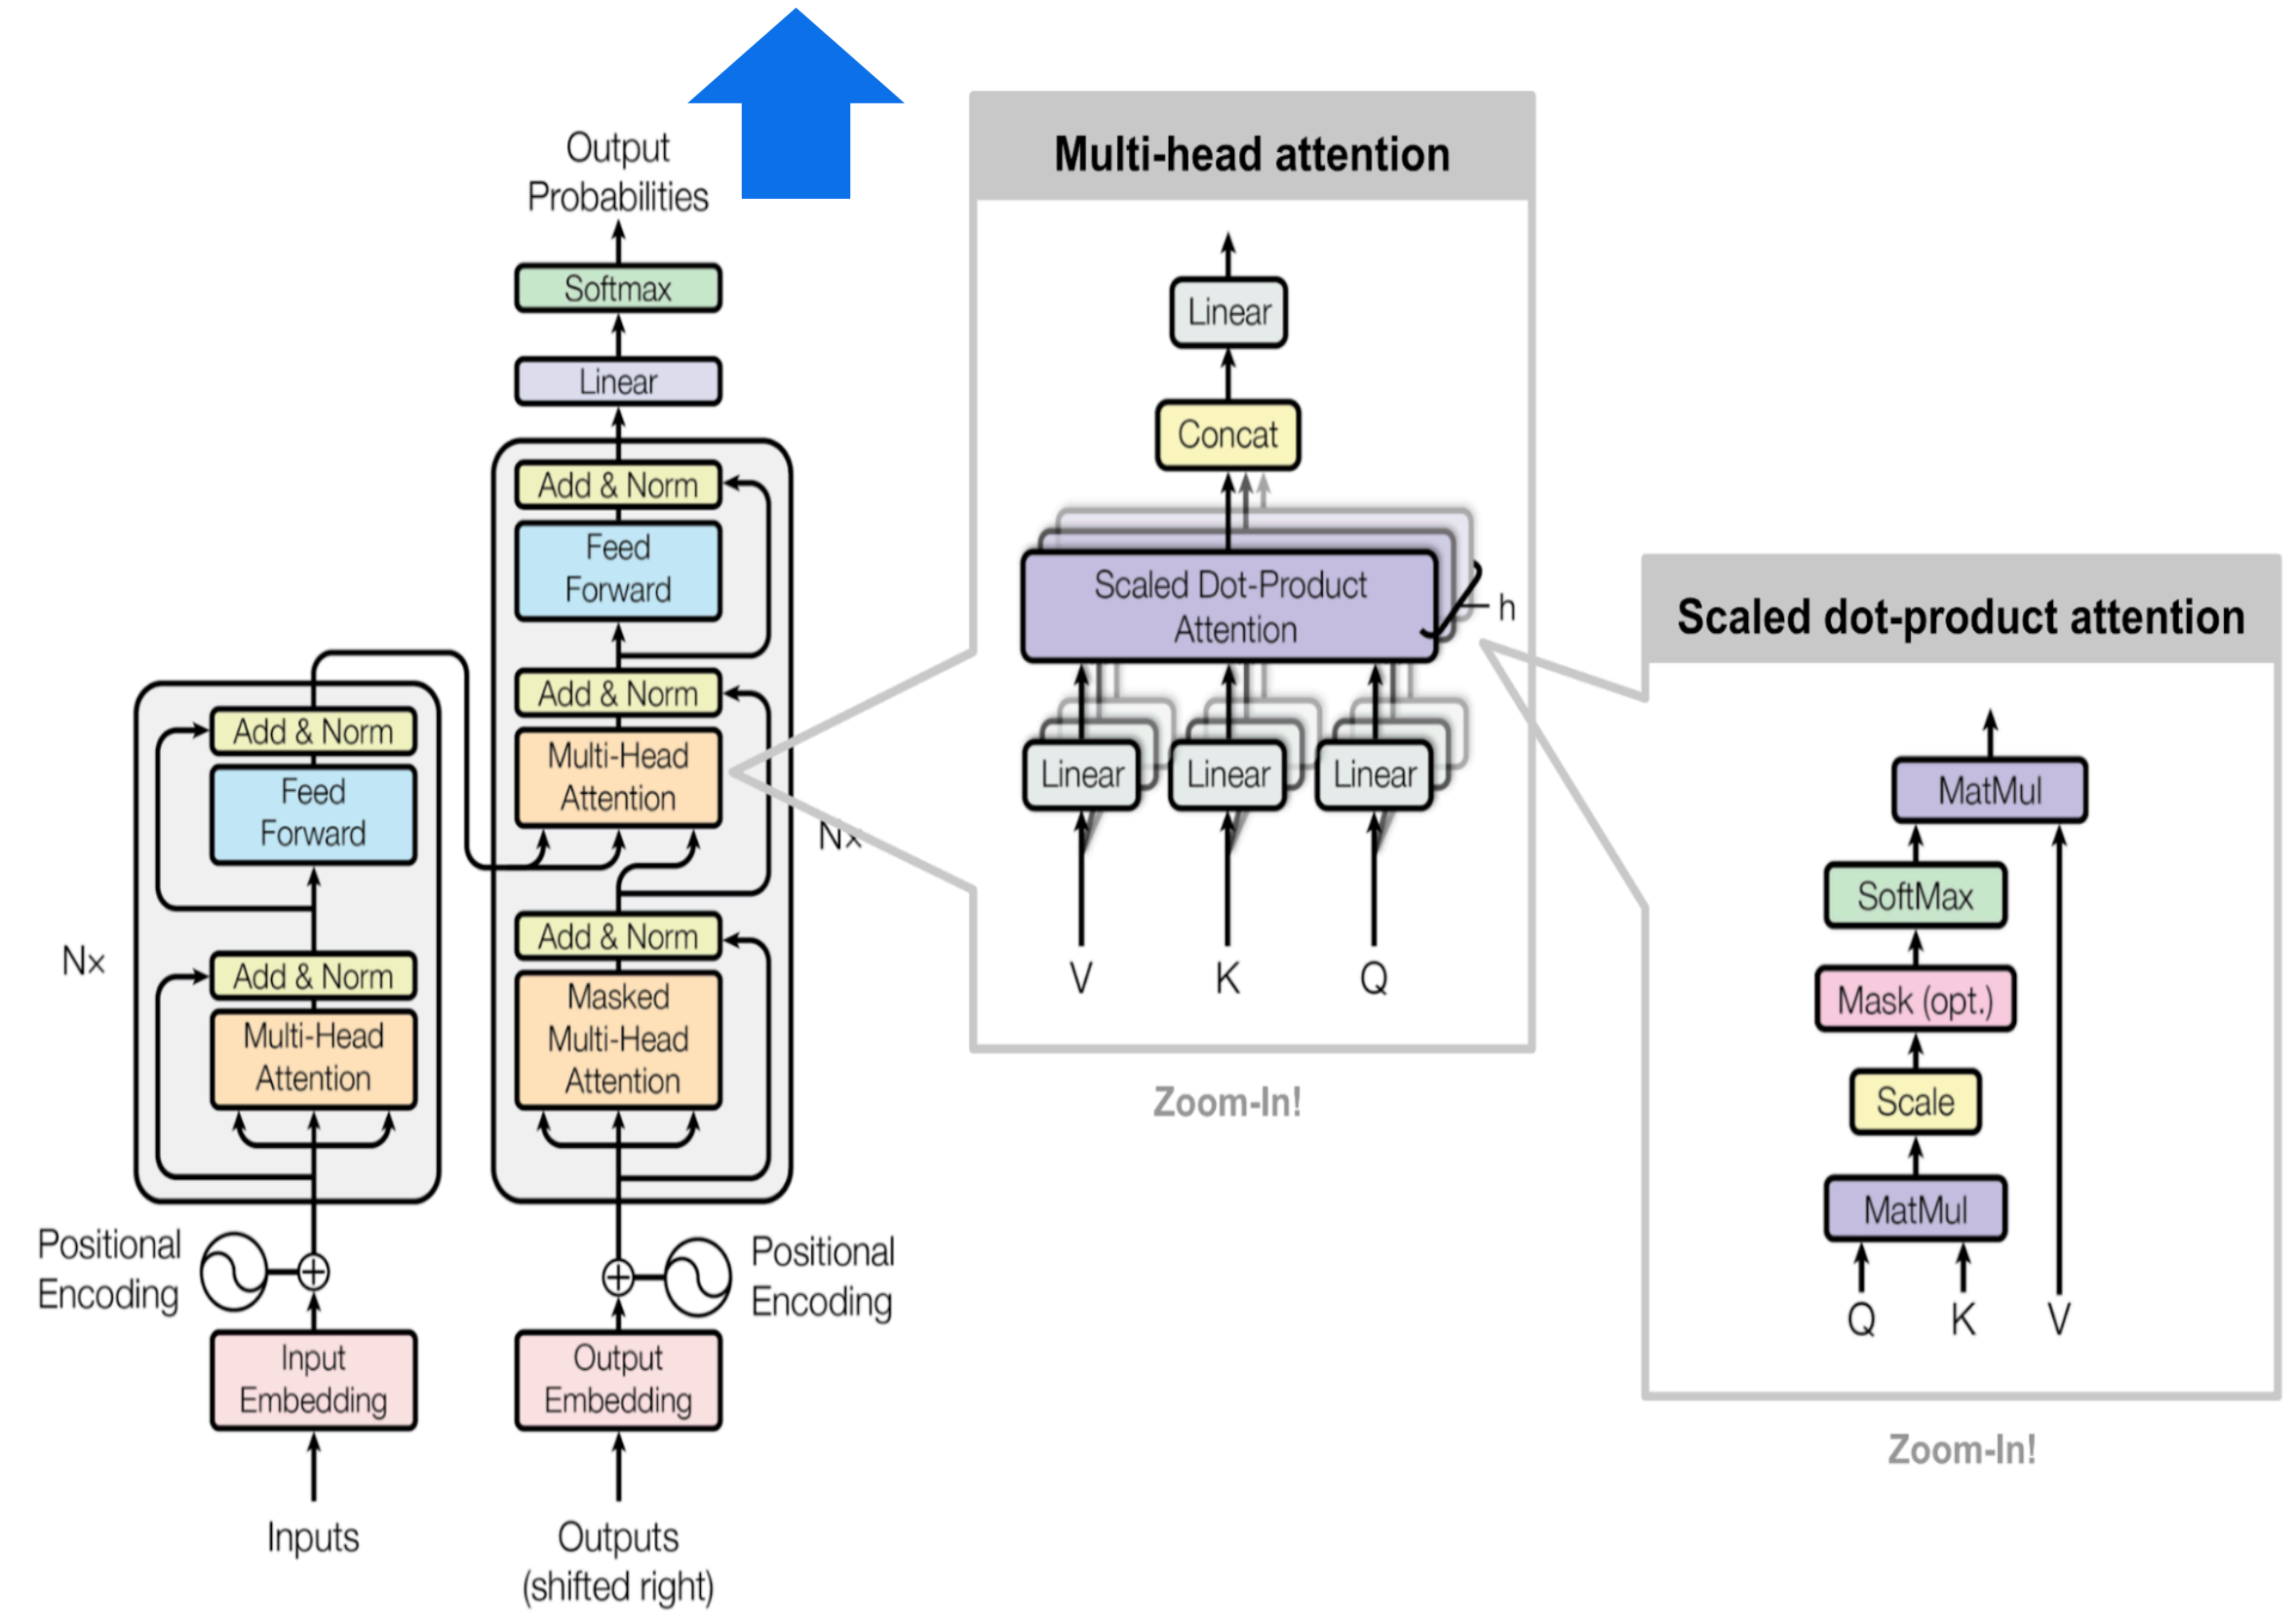 Output
Probabilities
Softmax
Linear
Add & Norm
Feed
Forward
Add & Norm
Multi-Head
Attention
Nx
Add & Norm
Masked
Multi-Head
Attention
Positional
Encoding
Output
Embedding
Outputs
(shifted right)
Add & Norm
Feed
Forward
Nx
Add & Norm
Multi-Head
Attention
Positional
Encoding
Input
Embedding
Inputs
Multi-head attention
Linear
Concat
Scaled Dot-Product
Attention
h
Linear Linear Linear
V K Q
Zoom-In!
Scaled dot-product attention
MatMul
SoftMax
Mask (opt.)
Scale
MatMul
Q K V
Zoom-In!